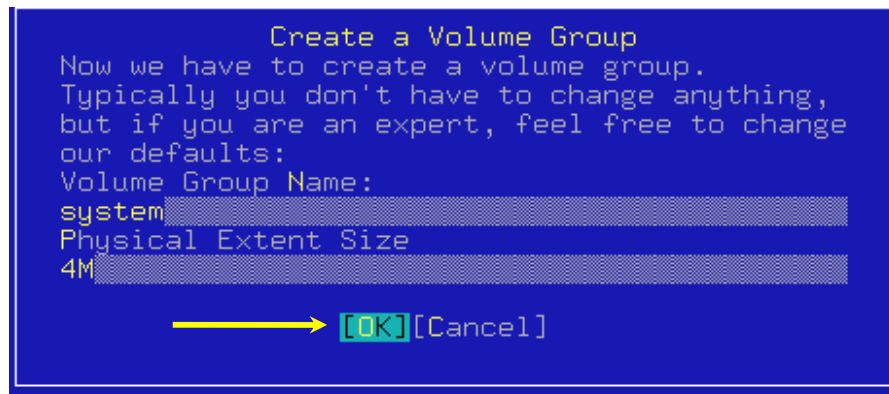 Create a Volume Group
Now we have to create a volume group.
Typically you don't have to change anything,
but if you are an expert, feel free to change
our defaults:
Volume Group Name:
system
Physical Extent Size
4M
[OK][Cancel]